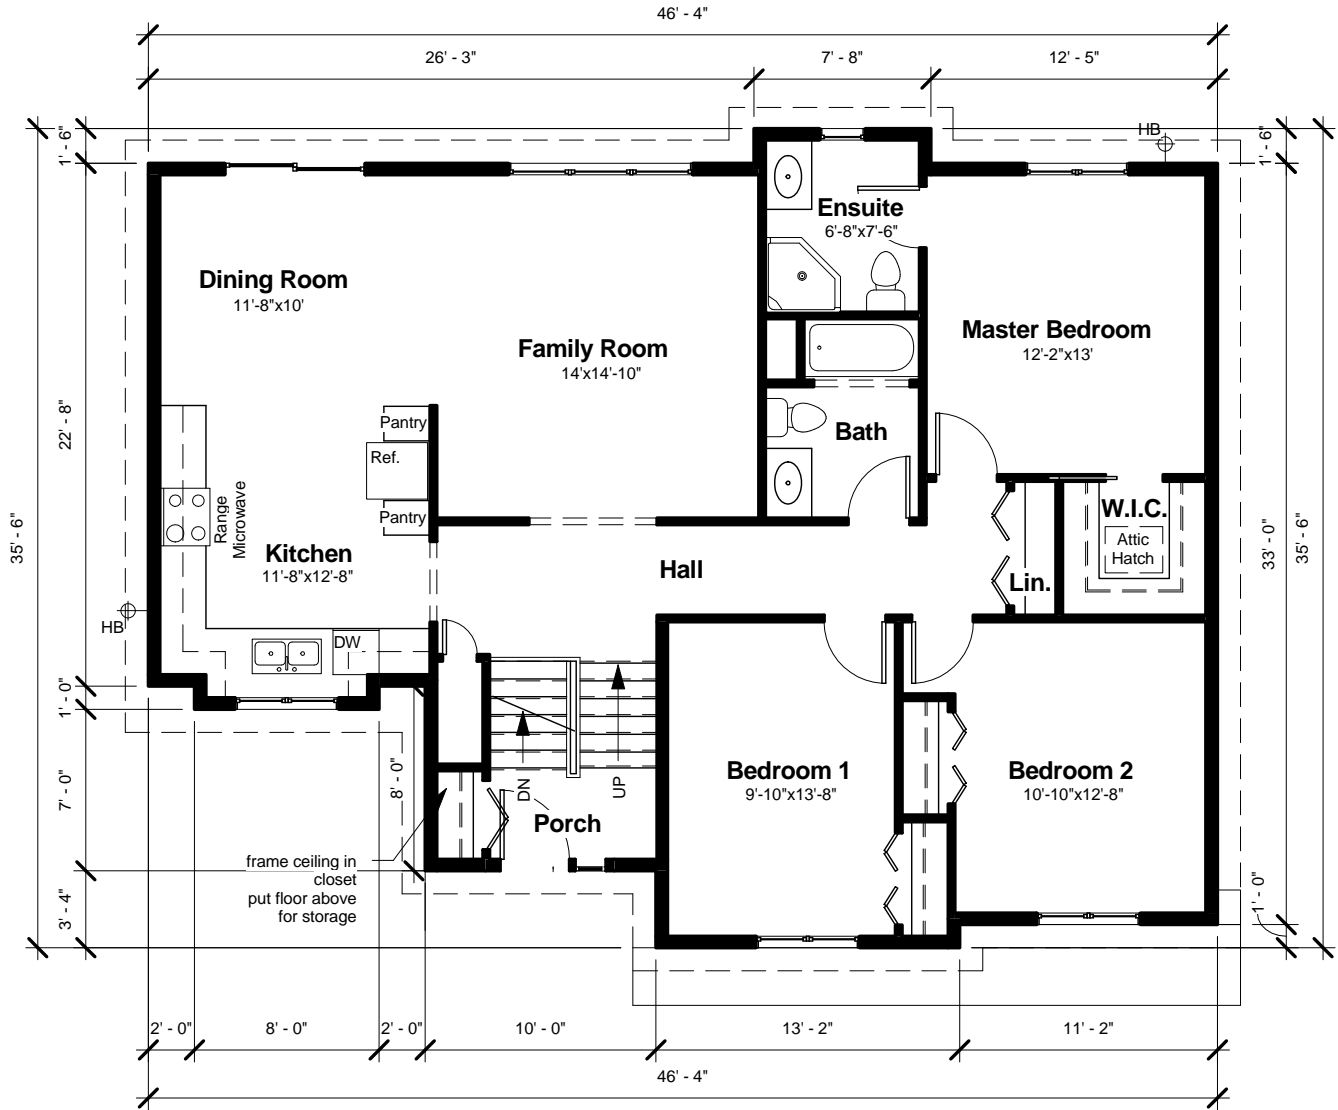 46' - 4"
26' - 3"
7' - 8"
12' - 5"
1' - 6"
HB
1' - 6"
Ensuite
6'-8"x7'-6"
Dining Room
11'-8"x10'
Family Room
14'x14'-10"
Master Bedroom
12'-2"x13'
22' - 8"
Pantry
Ref.
Pantry
Bath
Range
Microwave
Kitchen
11'-8"x12'-8"
W.I.C.
Attic
Hatch
35' - 6"
33' - 0"
35' - 6"
Hall
Lin.
HB
DW
1' - 0"
7' - 0"
8' - 0"
DN
UP
Bedroom 1
9'-10"x13'-8"
Bedroom 2
10'-10"x12'-8"
Porch
frame ceiling in
closet
put floor above
for storage
3' - 4"
1' - 0"
2' - 0"
8' - 0"
2' - 0"
10' - 0"
13' - 2"
11' - 2"
46' - 4"